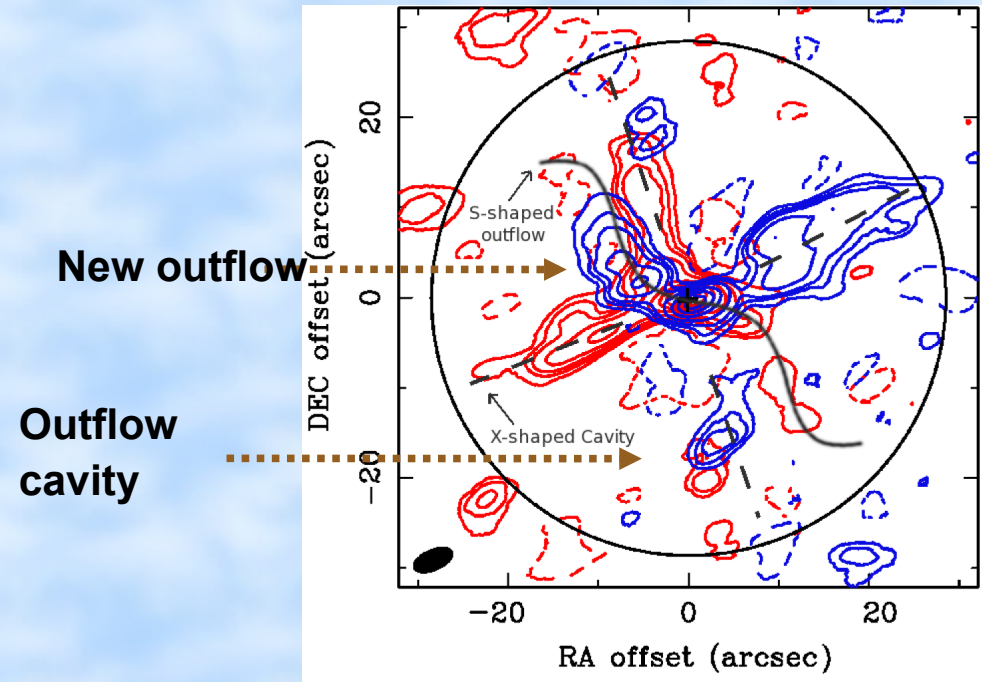 New outflow
Outflow
cavity
DEC offset (arcsec)
20
0
−20
S-shaped
outflow
X-shaped Cavity
−20
0
20
RA offset (arcsec)